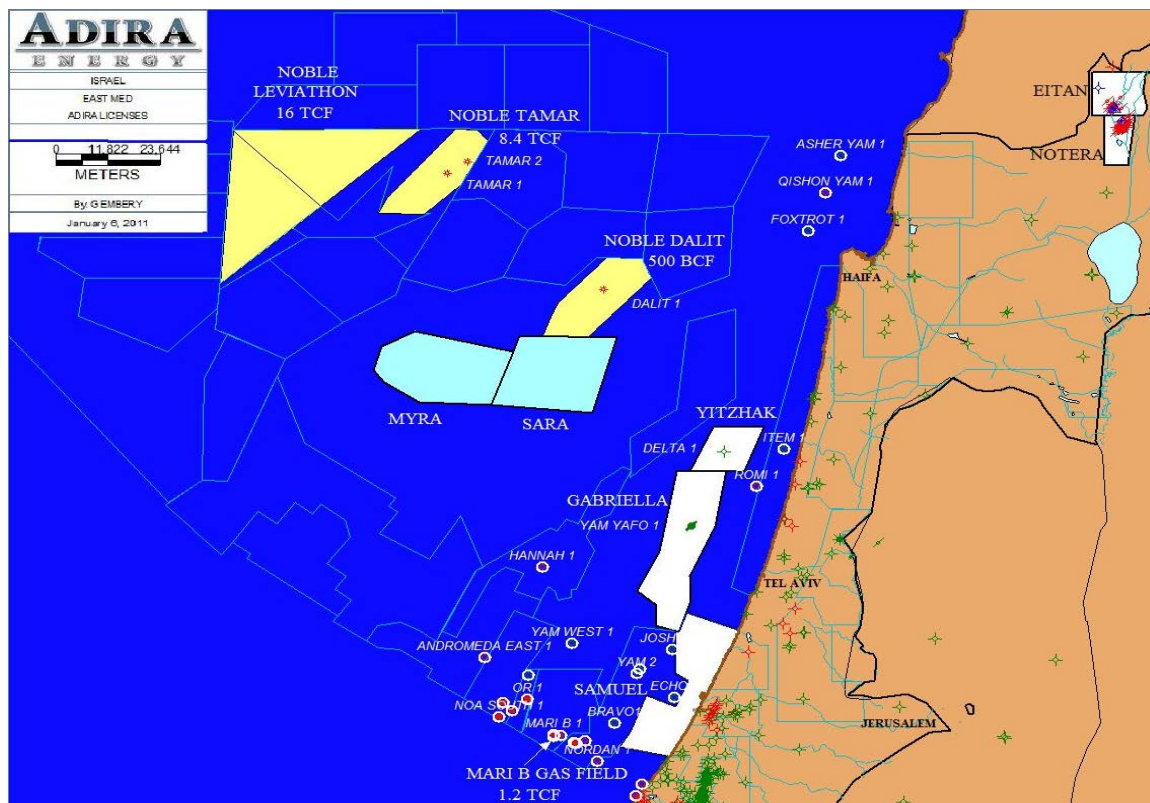 ADIRA
ENERGY
ISRAEL
EAST MED
ADIRA LICENSES
0 11,822 23,644
METERS
By: GEMBERY
January 6, 2011
NOBLE
LEVIATHON
16 TCF
NOBLE TAMAR
8.4 TCF
TAMAR 2
TAMAR 1
ASHER YAM 1
QISHON YAM 1
FOXTROT 1
EITAN
NOTERA
NOBLE DALIT
500 BCF
DALIT 1
HAIFA
MYRA
SARA
YITZHAK
DELTA 1
ITEM 1
ROMI 1
GABRIELLA
YAM YAFO 1
HANNAH 1
TEL AVIV
YAM WEST 1
ANDROMEDA EAST 1
JOSH
YAM 2
SAMUEL
ECHO
OR 1
NOA SOUTH 1
BRAVO1
MARI B 1
NORDAN 1
JERUSALEM
MARI B GAS FIELD
1.2 TCF